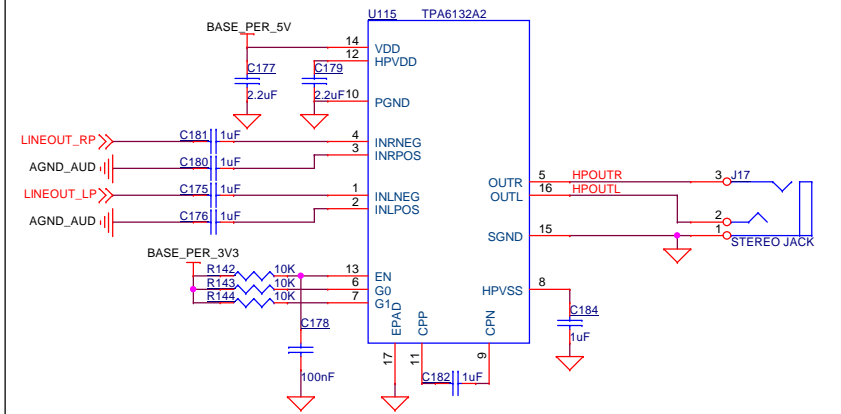 U115 TPA6132A2
BASE_PER_5V
14 VDD
12 HPVDD
C177 C179
2.2uF 2.2uF 10 PGND
LINEOUT_RP C181 1uF 4 INRNEG
AGND_AUD C180 1uF 3 INRPOS
LINEOUT_LP C175 1uF 1 INLNEG
AGND_AUD C176 1uF 2 INLPOS
OUTR 5 HPOUTR 3 J17
OUTL 16 HPOUTL
2
SGND 15 1
STEREO JACK
BASE_PER_3V3
R142 10K 13 EN
R143 10K 6 G0
R144 10K 7 G1
HPVSS 8
C184
1uF
C178
100nF
EPAD CPP CPN
17 11 9
C182 1uF